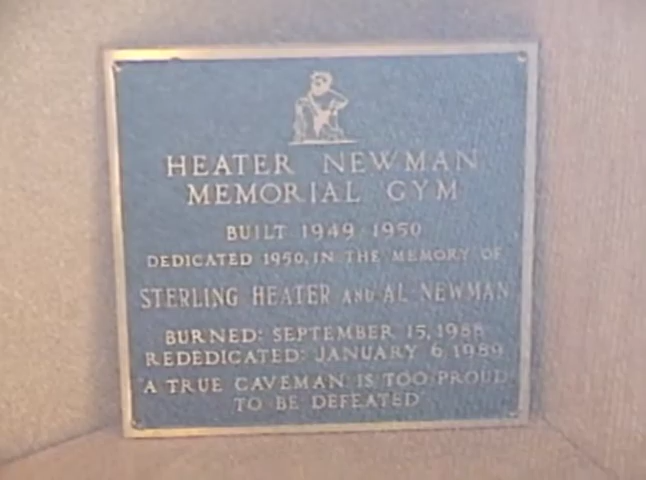 HEATER NEWMAN
MEMORIAL GYM
BUILT 1949-1950
DEDICATED 1950, IN THE MEMORY OF
STERLING HEATER AND AL NEWMAN
BURNED: SEPTEMBER 15, 1988
REDEDICATED: JANUARY 6, 1989
"A TRUE CAVEMAN IS TOO PROUD
TO BE DEFEATED"